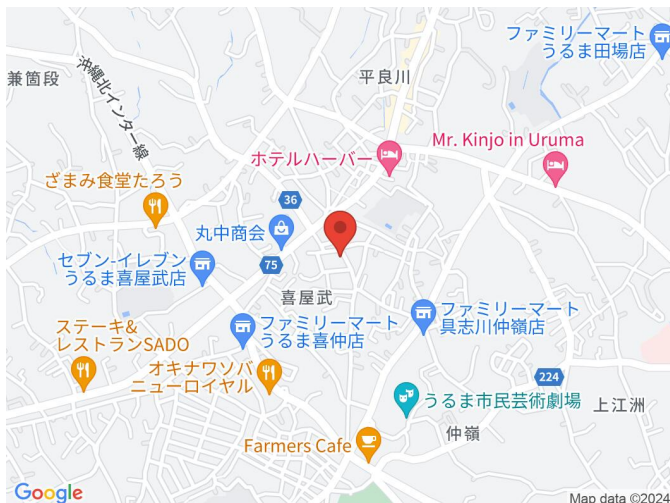 ファミリーマート
うるま田場店
兼箇段
沖縄北インター線
平良川
Mr. Kinjo in Uruma
ホテルハーバー
ざまみ食堂たろう
36
丸中商会
セブン-イレブン
うるま喜屋武店
75
喜屋武
ステーキ&
レストランSADO
ファミリーマート
うるま喜仲店
ファミリーマート
具志川仲嶺店
オキナワソバ
ニューロイヤル
224
うるま市民芸術劇場
上江洲
仲嶺
Farmers Cafe
Google
Map data ©2024